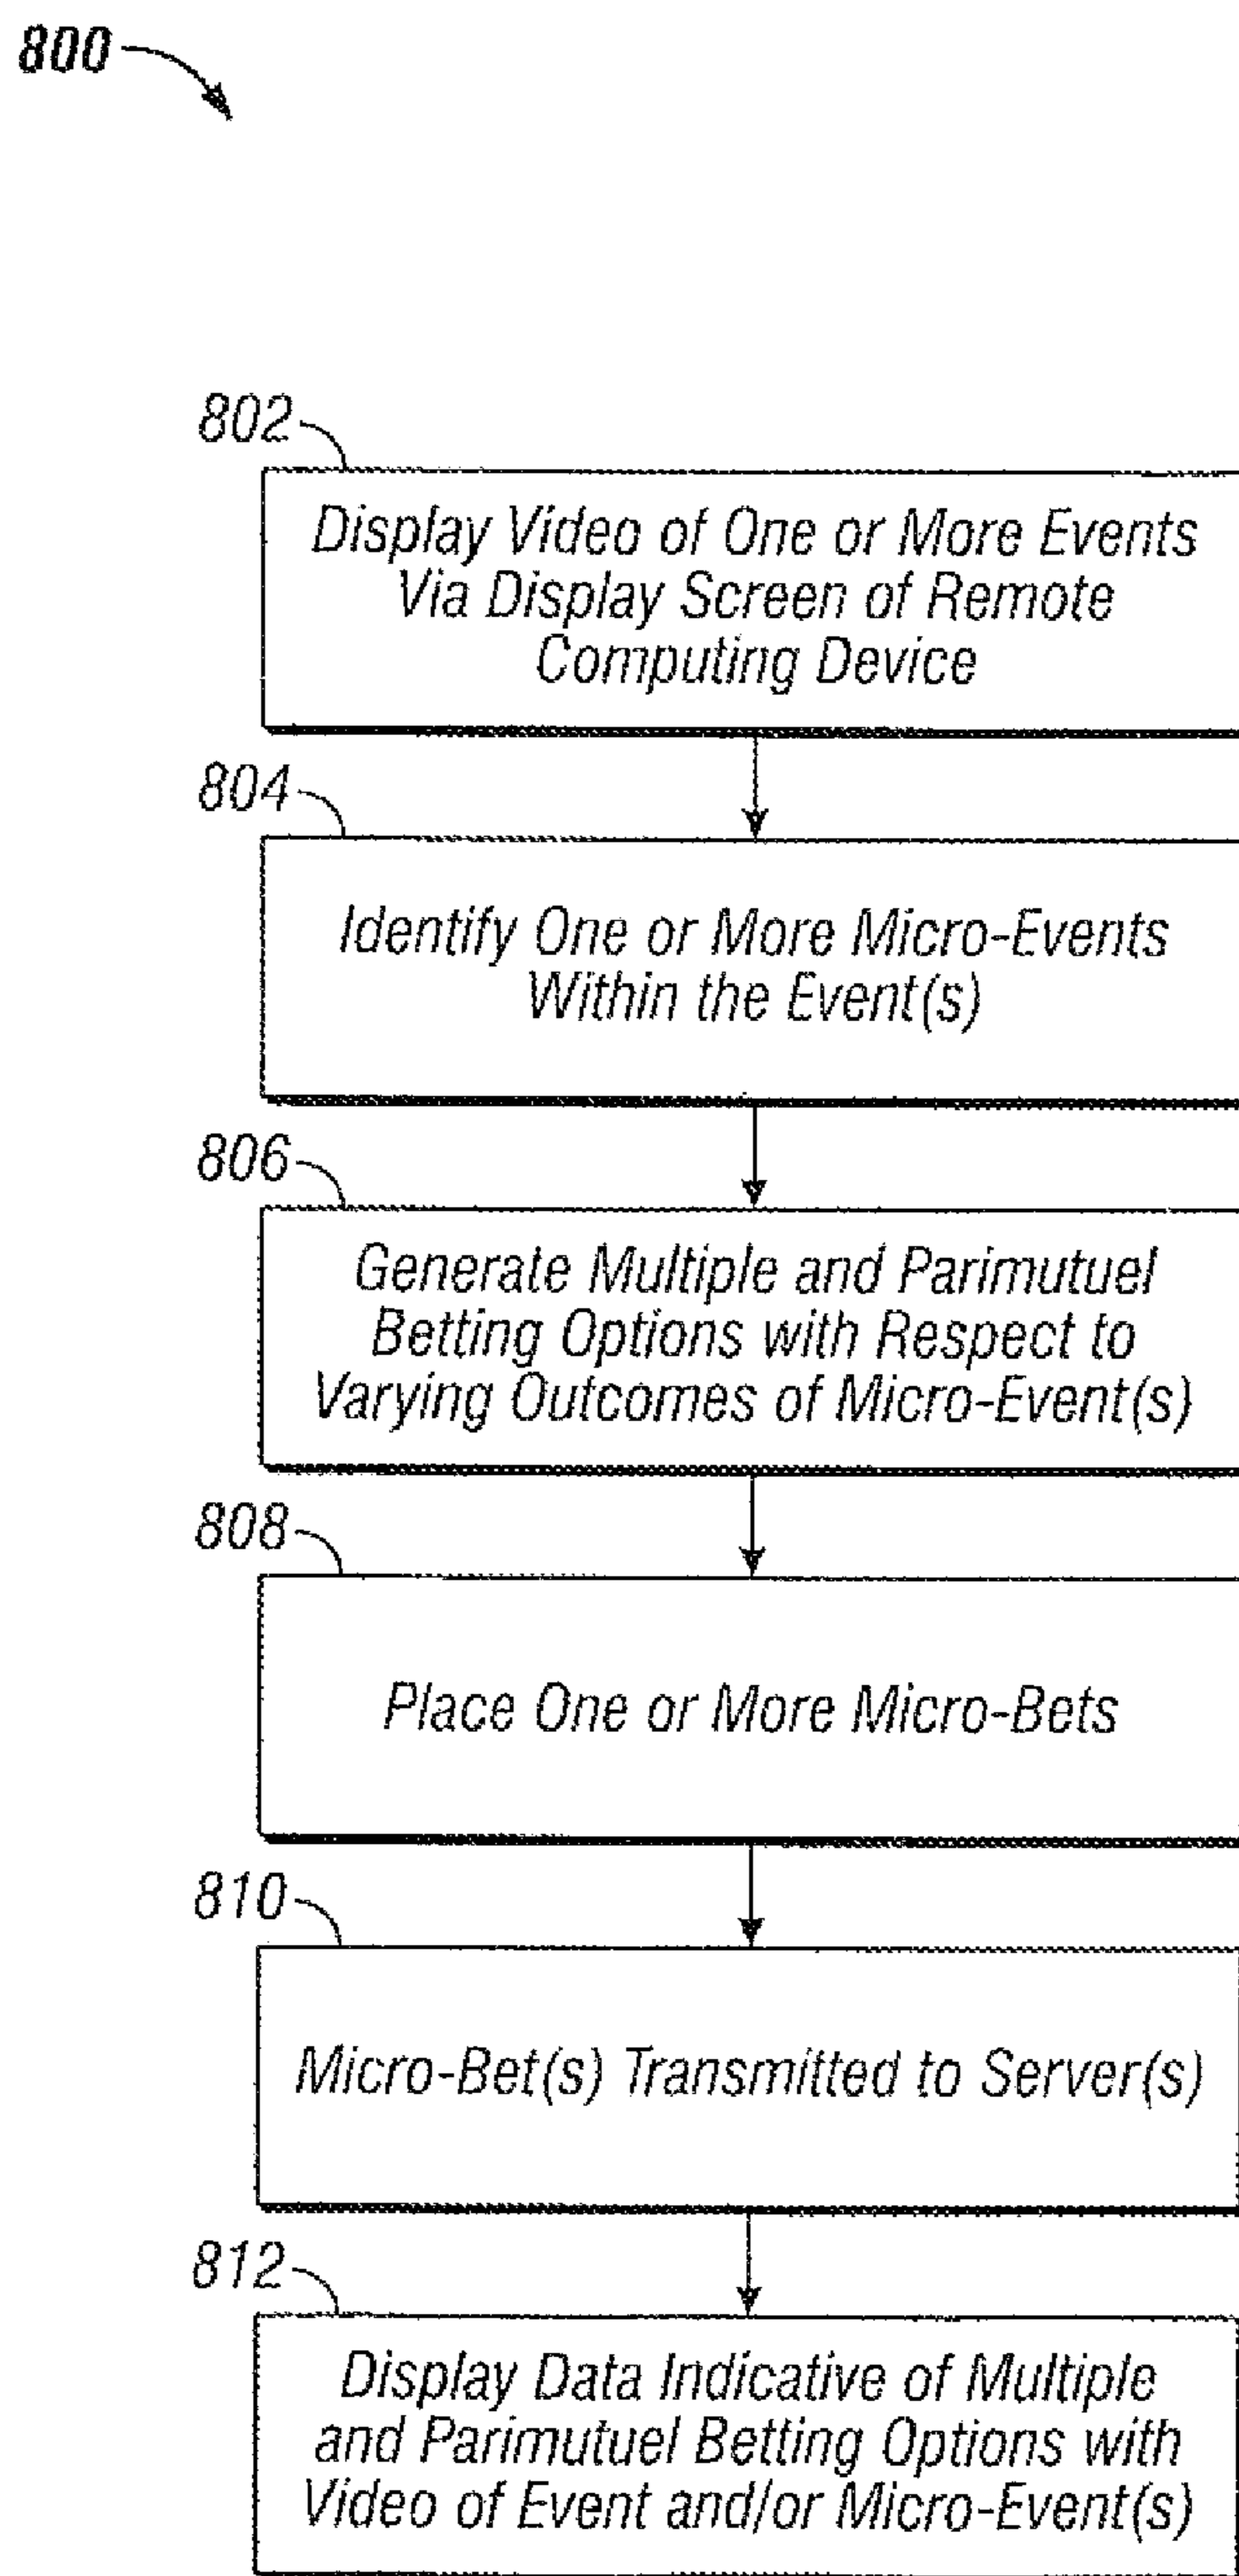 800
802
Display Video of One or More Events
Via Display Screen of Remote
Computing Device
804
Identify One or More Micro-Events
Within the Event(s)
806
Generate Multiple and Parimutuel
Betting Options with Respect to
Varying Outcomes of Micro-Event(s)
808
Place One or More Micro-Bets
810
Micro-Bet(s) Transmitted to Server(s)
812
Display Data Indicative of Multiple
and Parimutuel Betting Options with
Video of Event and/or Micro-Event(s)